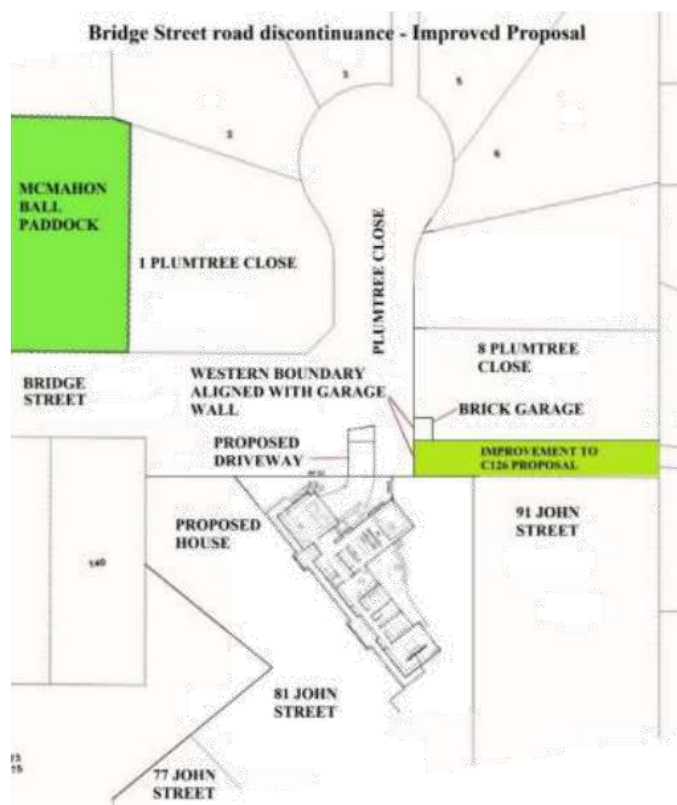 Bridge Street road discontinuance - Improved Proposal
3
5
2
6
MCMAHON
BALL
PADDOCK
1 PLUMTREE CLOSE
PLUMTREE CLOSE
8 PLUMTREE
CLOSE
WESTERN BOUNDARY
ALIGNED WITH GARAGE
WALL
BRIDGE
STREET
BRICK GARAGE
PROPOSED
DRIVEWAY
IMPROVEMENT TO
C126 PROPOSAL
91 JOHN
STREET
PROPOSED
HOUSE
140
81 JOHN
STREET
77 JOHN
STREET